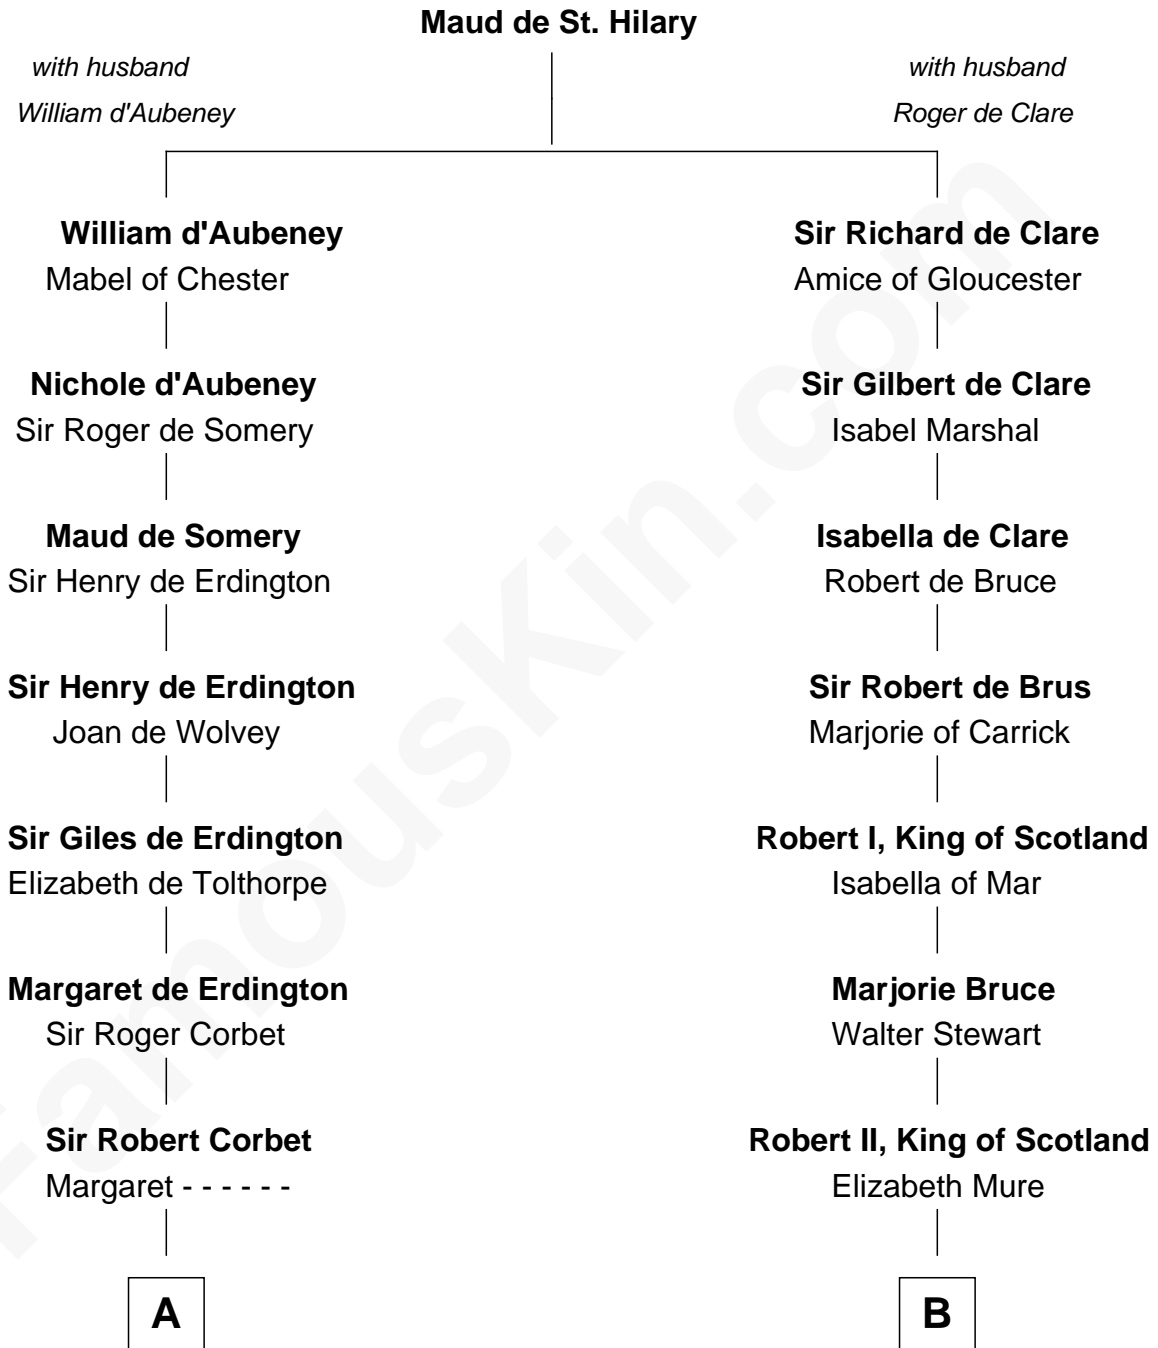 Maud de St. Hilary
with husband
William d'Aubeney
with husband
Roger de Clare
William d'Aubeney
Mabel of Chester
Sir Richard de Clare
Amice of Gloucester
Nichole d'Aubeney
Sir Roger de Somery
Sir Gilbert de Clare
Isabel Marshal
Maud de Somery
Sir Henry de Erdington
Isabella de Clare
Robert de Bruce
Sir Henry de Erdington
Joan de Wolvey
Sir Robert de Brus
Marjorie of Carrick
Sir Giles de Erdington
Elizabeth de Tolthorpe
Robert I, King of Scotland
Isabella of Mar
Margaret de Erdington
Sir Roger Corbet
Marjorie Bruce
Walter Stewart
Sir Robert Corbet
Margaret - - - - - -
Robert II, King of Scotland
Elizabeth Mure
A
B
FamousKin.com